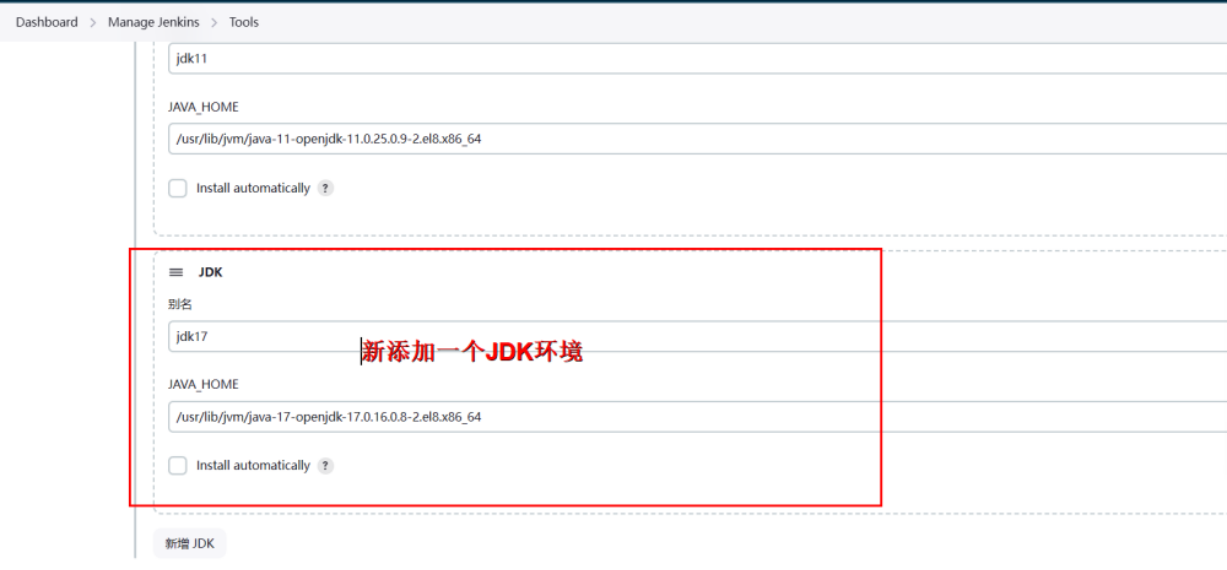 Dashboard > Manage Jenkins > Tools
jdk11
JAVA_HOME
/usr/lib/jvm/java-11-openjdk-11.0.25.0.9-2.el8.x86_64
Install automatically ?
JDK
别名
jdk17
新添加一个JDK环境
JAVA_HOME
/usr/lib/jvm/java-17-openjdk-17.0.16.0.8-2.el8.x86_64
Install automatically ?
新增 JDK